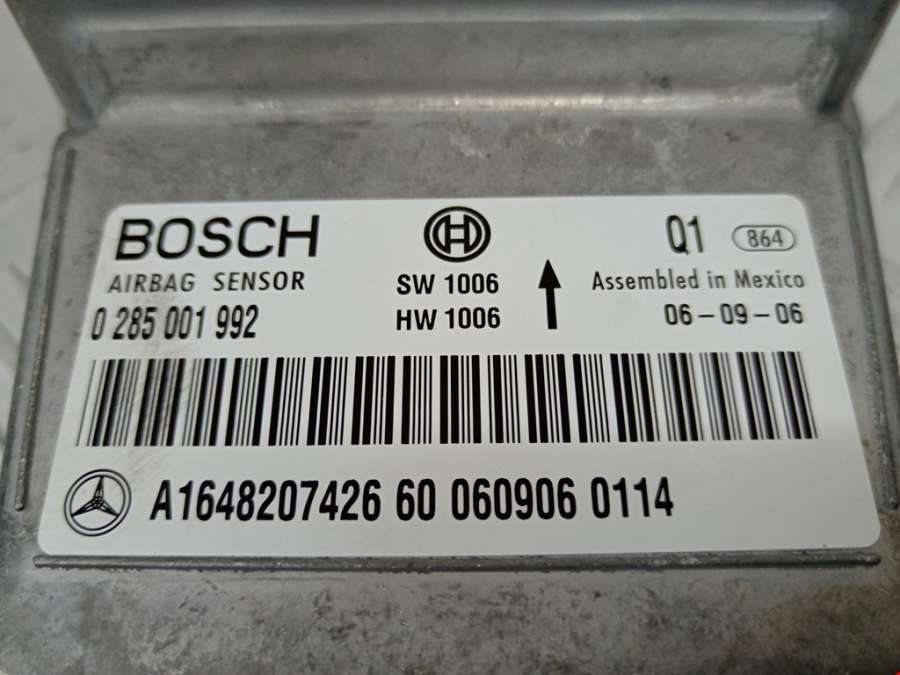 BOSCH Q1 864
AIRBAG SENSOR SW 1006 Assembled in Mexico
0 285 001 992 HW 1006 06-09-06
A1648207426 60 060906 0114